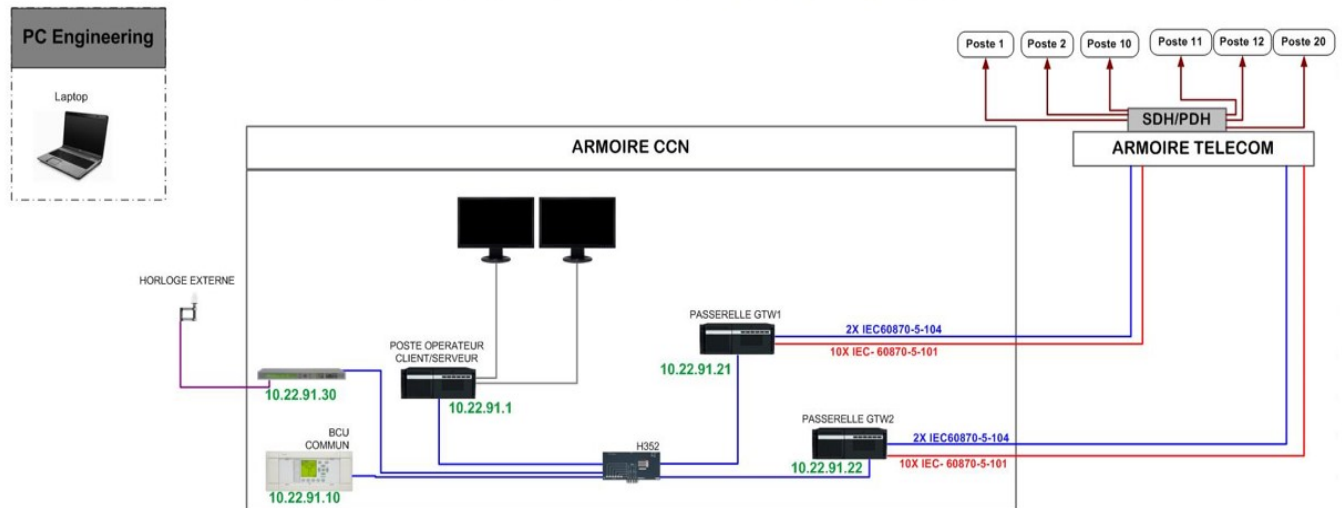 PC Engineering
Laptop
Poste 1
Poste 2
Poste 10
Poste 11
Poste 12
Poste 20
SDH/PDH
ARMOIRE TELECOM
ARMOIRE CCN
HORLOGE EXTERNE
POSTE OPERATEUR
CLIENT/SERVEUR
PASSERELLE GTW1
2X IEC60870-5-104
10X IEC- 60870-5-101
10.22.91.21
10.22.91.30
10.22.91.1
BCU
COMMUN
H352
PASSERELLE GTW2
2X IEC60870-5-104
10X IEC- 60870-5-101
10.22.91.22
10.22.91.10